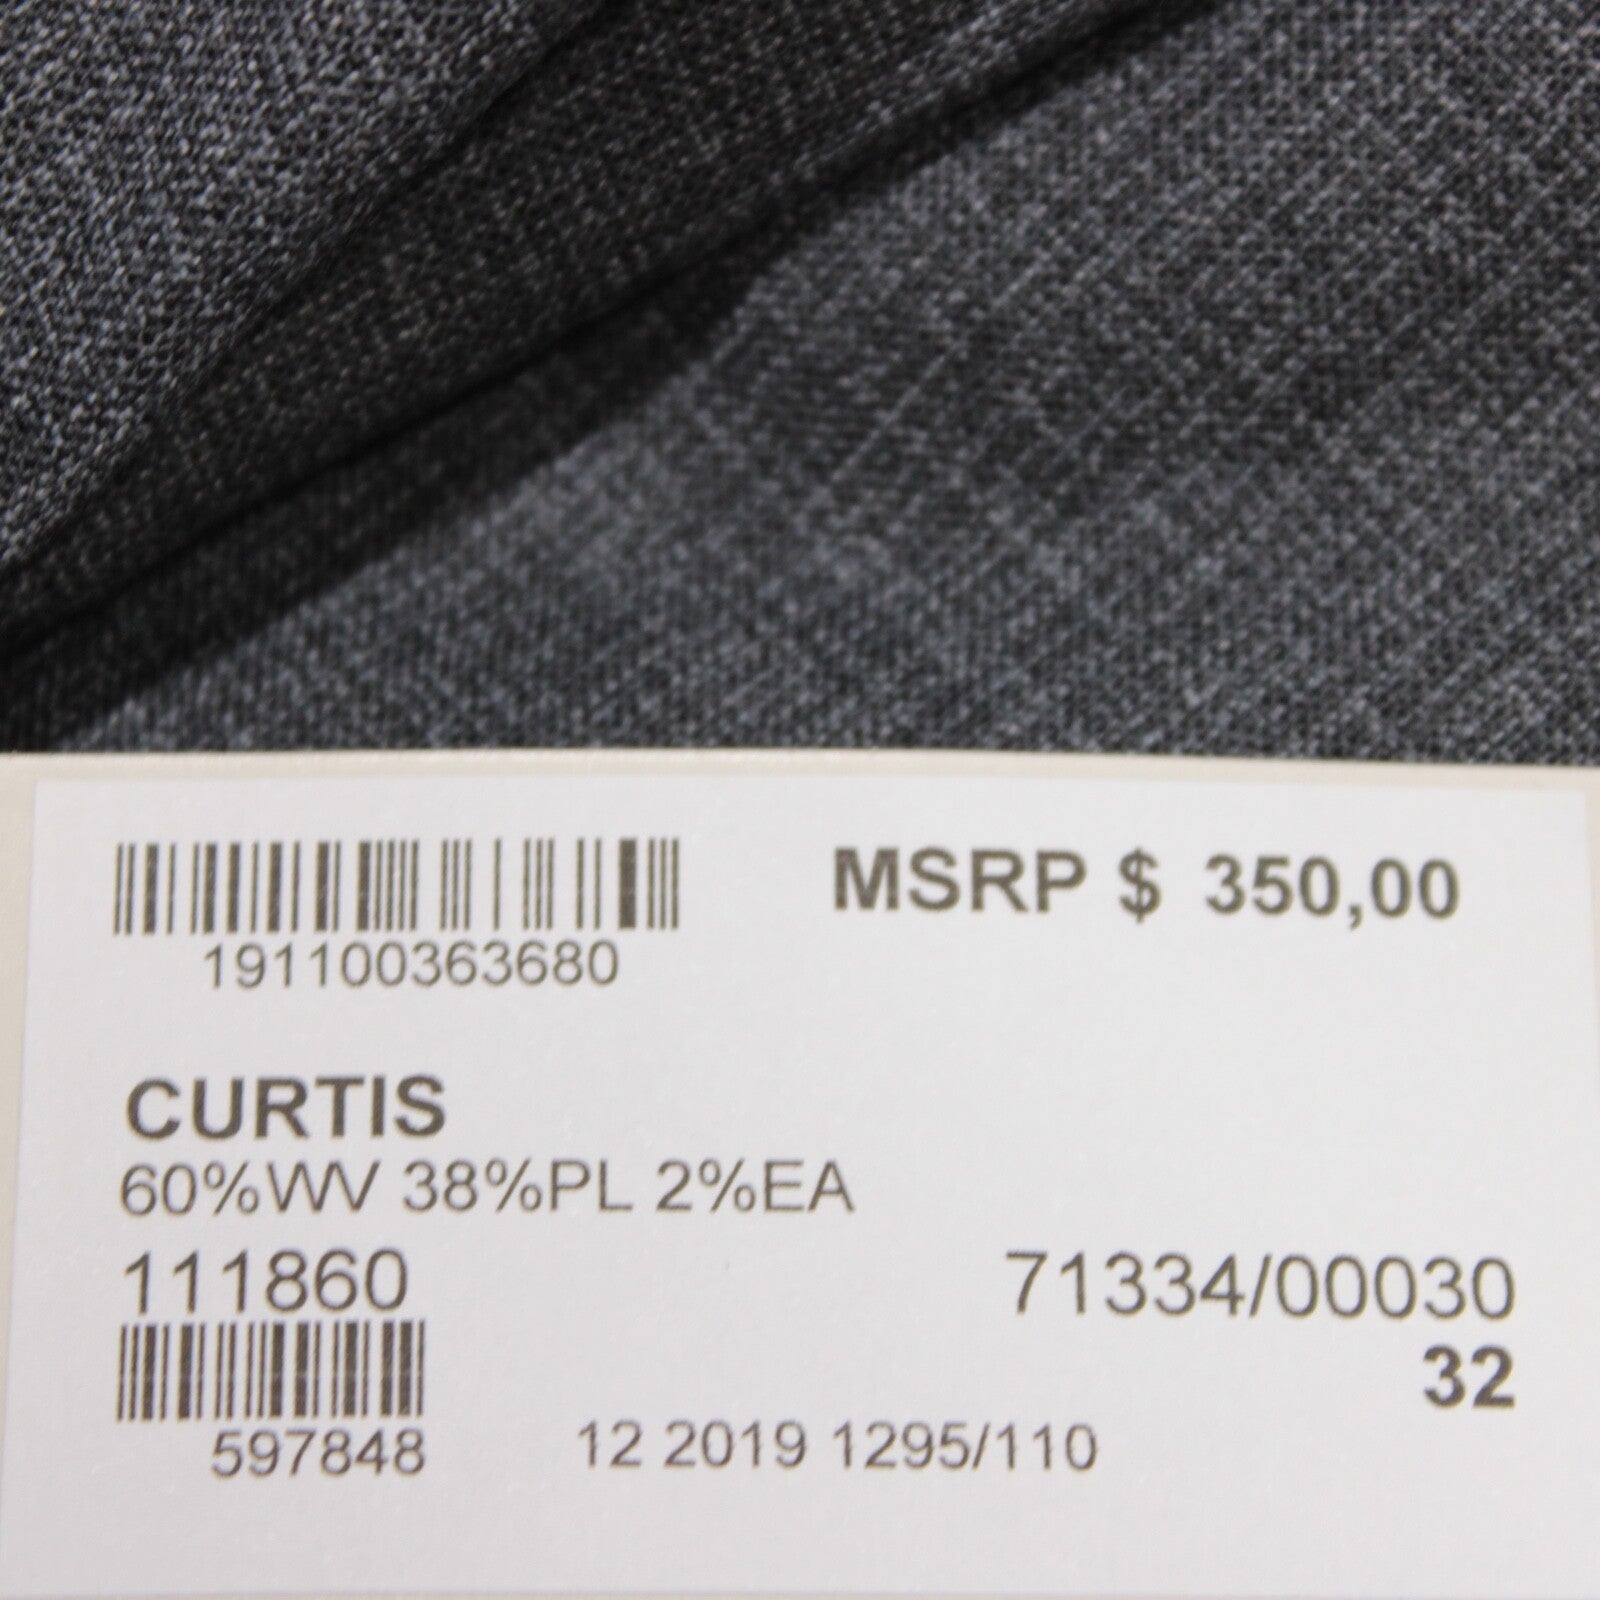 MSRP $ 350,00
191100363680
CURTIS
60%WV 38%PL 2%EA
111860
71334/00030
32
597848
12 2019 1295/110